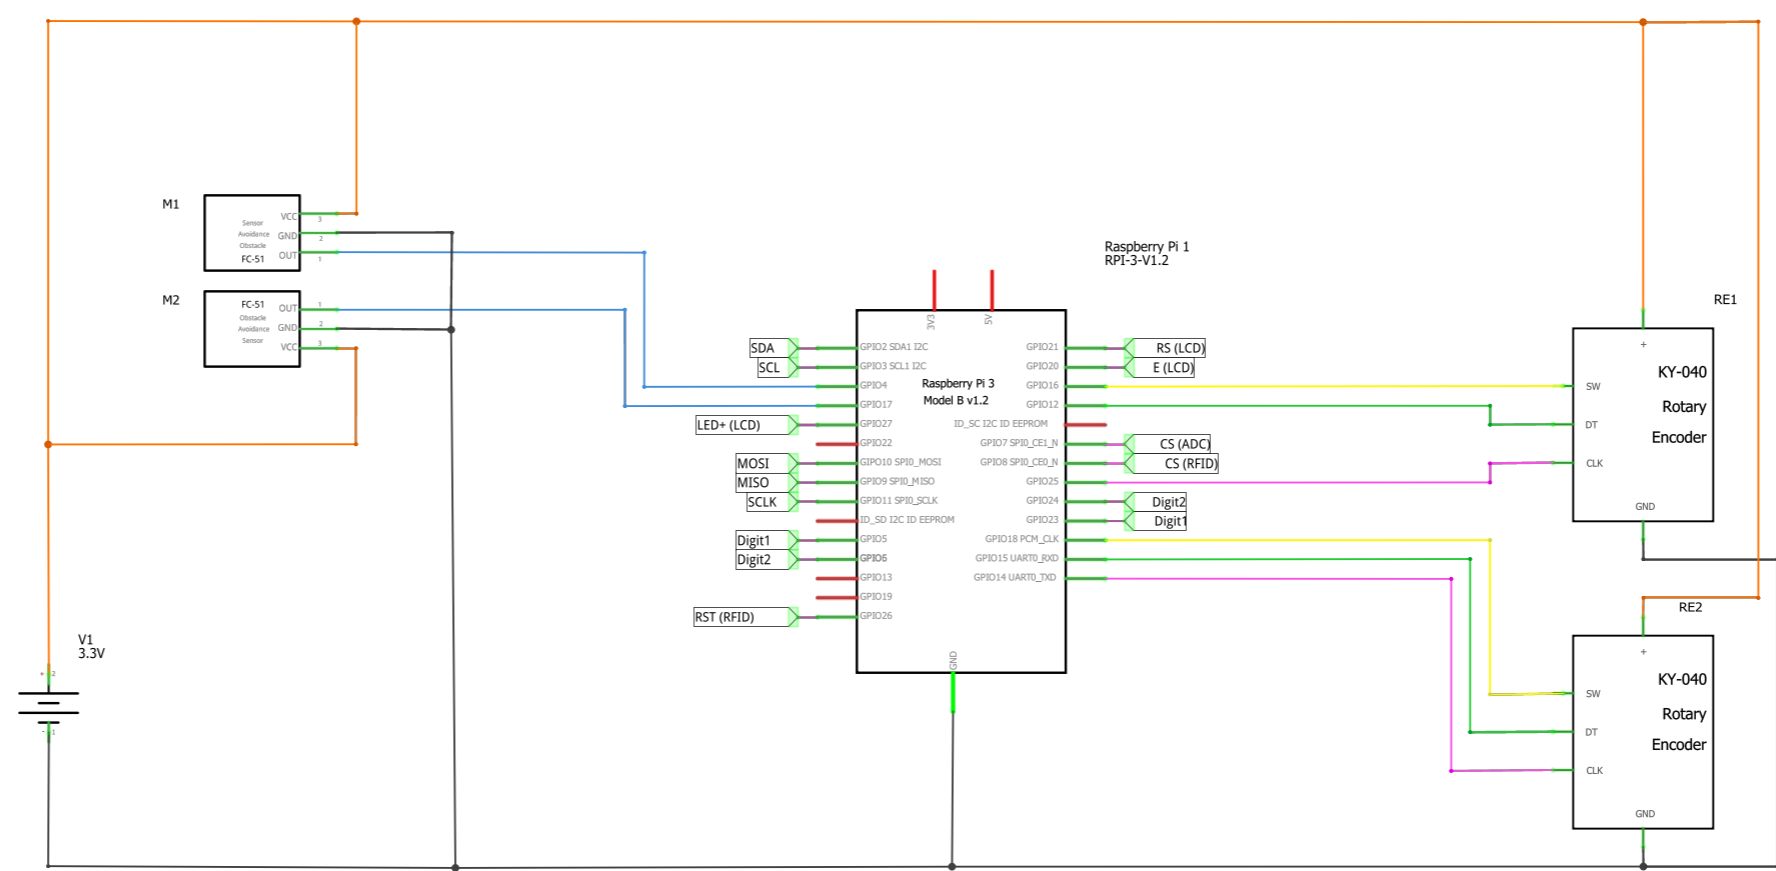 M1
VCC
3
Sensor
Avoidance
Obstacle
FC-51
GND
2
OUT
1
M2
FC-51
Obstacle
Avoidance
Sensor
OUT
1
GND
2
VCC
3
Raspberry Pi 1
RPI-3-V1.2
3V3
5V
Raspberry Pi 3
Model B v1.2
SDA
GPIO2 SDA1 I2C
SCL
GPIO3 SCL1 I2C
GPIO4
GPIO17
LED+ (LCD)
GPIO27
GPIO22
MOSI
GIPO10 SPI0_MOSI
MISO
GPIO9 SPI0_MISO
SCLK
GPIO11 SPI0_SCLK
ID_SD I2C ID EEPROM
Digit1
GPIO5
Digit2
GPIO6
GPIO13
GPIO19
RST (RFID)
GPIO26
GPIO21
RS (LCD)
GPIO20
E (LCD)
GPIO16
GPIO12
ID_SC I2C ID EEPROM
GPIO7 SPI0_CE1_N
CS (ADC)
GPIO8 SPI0_CE0_N
CS (RFID)
GPIO25
GPIO24
Digit2
GPIO23
Digit1
GPIO18 PCM_CLK
GPIO15 UART0_RXD
GPIO14 UART0_TXD
GND
RE1
+
KY-040
Rotary
Encoder
SW
DT
CLK
GND
RE2
+
KY-040
Rotary
Encoder
SW
DT
CLK
GND
V1
3.3V
+
2
-
1